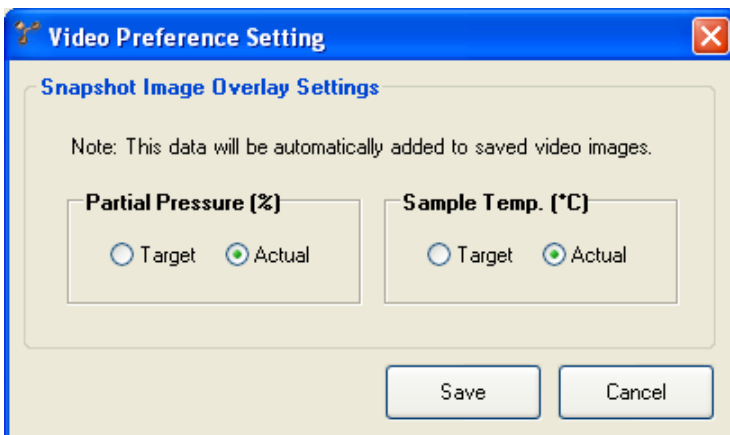 Video Preference Setting
Snapshot Image Overlay Settings
Note: This data will be automatically added to saved video images.
Partial Pressure (%)
Target
Actual
Sample Temp. (°C)
Target
Actual
Save
Cancel